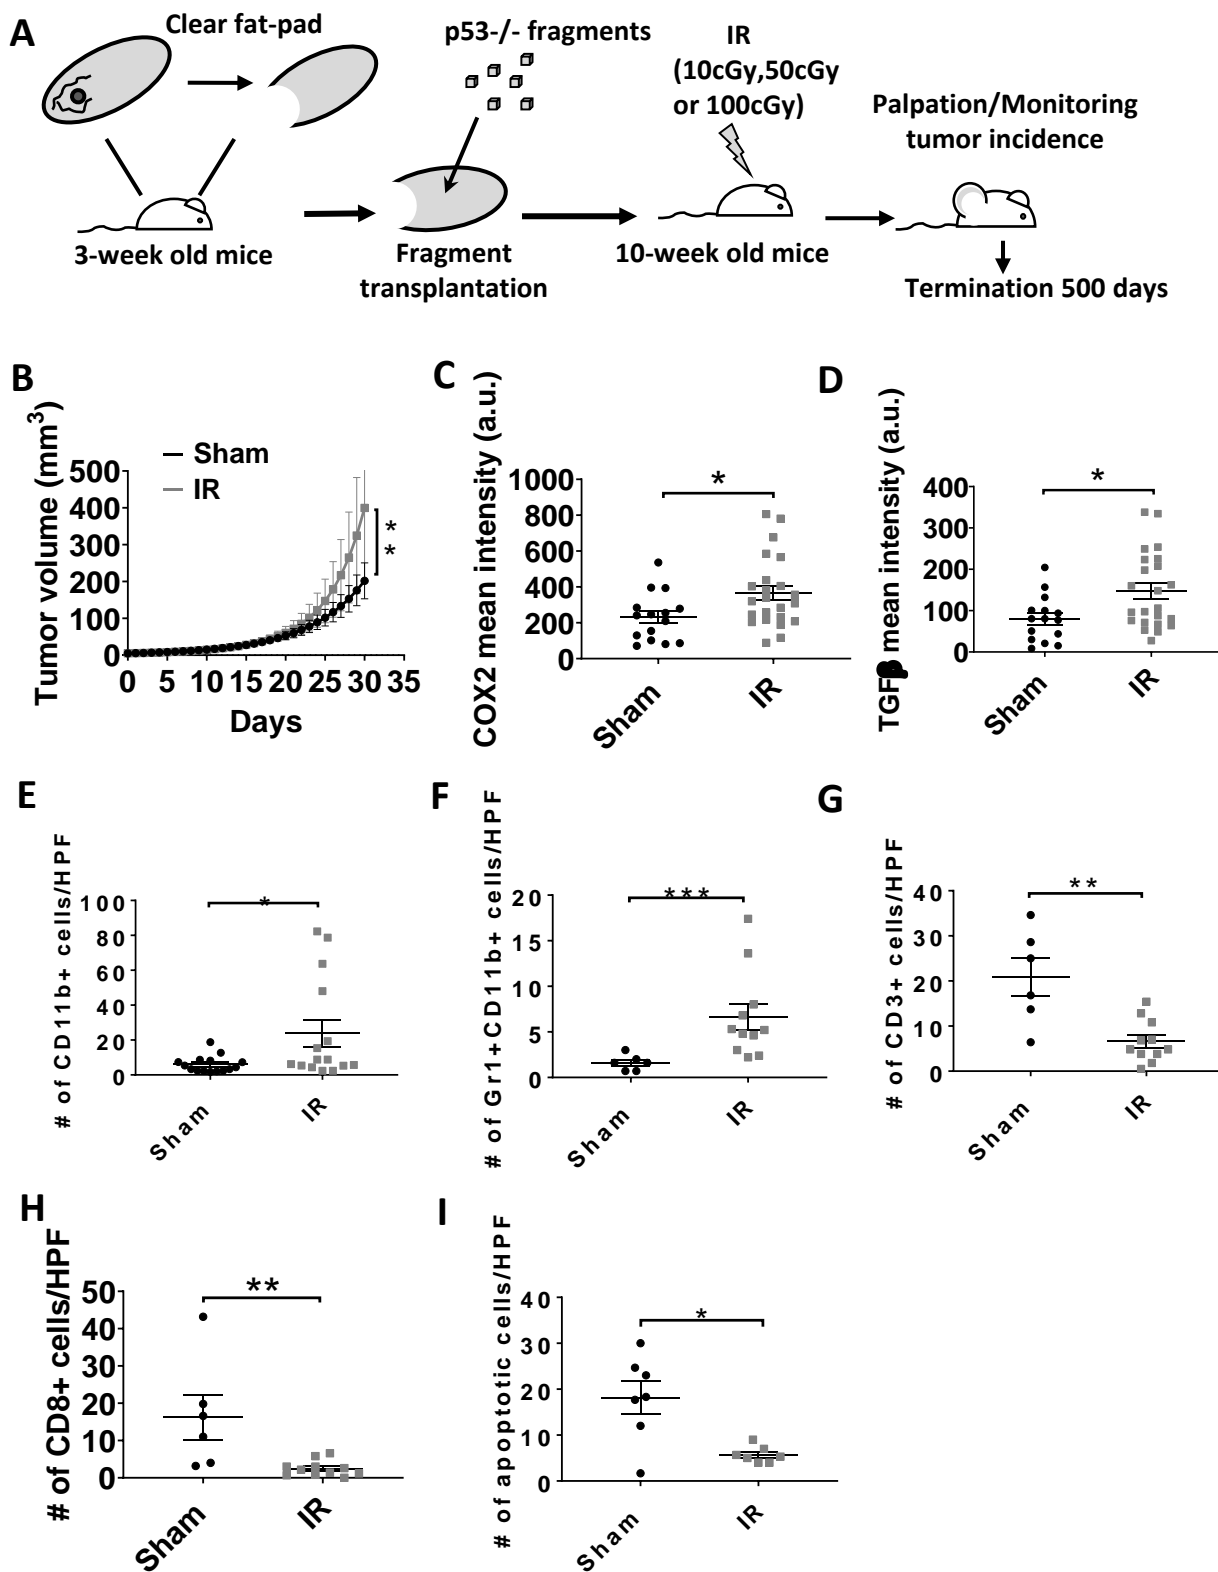 A
Clear fat-pad
p53-/- fragments
IR
(10cGy,50cGy
or 100cGy)
Palpation/Monitoring
tumor incidence
3-week old mice
Fragment
transplantation
10-week old mice
Termination 500 days
B
Tumor volume (mm³)
Sham
IR
500
400
300
200
100
0
0 5 10 15 20 25 30 35
Days
**
C
COX2 mean intensity (a.u.)
1000
800
600
400
200
0
*
Sham
IR
D
TGF mean intensity (a.u.)
400
300
200
100
0
*
Sham
IR
E
# of CD11b+ cells/HPF
100
80
60
40
20
0
*
Sham
IR
F
# of Gr1+CD11b+ cells/HPF
20
15
10
5
0
***
Sham
IR
G
# of CD3+ cells/HPF
40
30
20
10
0
**
Sham
IR
H
# of CD8+ cells/HPF
50
40
30
20
10
0
**
Sham
IR
I
# of apoptotic cells/HPF
40
30
20
10
0
*
Sham
IR